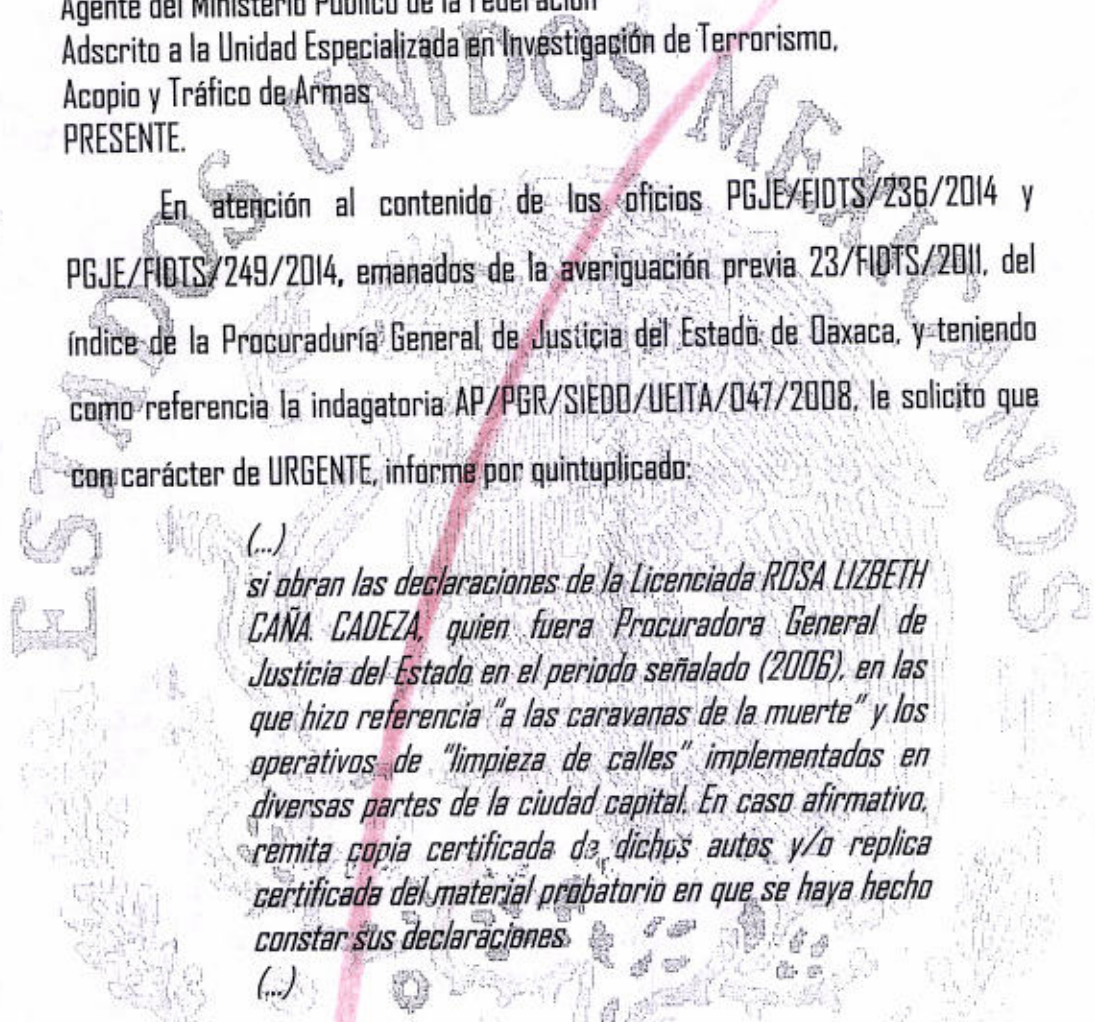 Agente del Ministerio Público de la Federación
Adscrito a la Unidad Especializada en Investigación de Terrorismo,
Acopio y Tráfico de Armas
PRESENTE.
En atención al contenido de los oficios PGJE/FIDTS/236/2014 y
PGJE/FIDTS/249/2014, emanados de la averiguación previa 23/FIDTS/2011, del
índice de la Procuraduría General de Justicia del Estado de Oaxaca, y teniendo
como referencia la indagatoria AP/PGR/SIEDO/UEITA/047/2008, le solicito que
con carácter de URGENTE, informe por quintuplicado:
(...)
si obran las declaraciones de la Licenciada ROSA LIZBETH
CAÑA CADEZA, quien fuera Procuradora General de
Justicia del Estado en el periodo señalado (2006), en las
que hizo referencia "a las caravanas de la muerte" y los
operativos de "limpieza de calles" implementados en
diversas partes de la ciudad capital. En caso afirmativo,
remita copia certificada de dichos autos y/o replica
certificada del material probatorio en que se haya hecho
constar sus declaraciones
(...)
ESTADOS UNIDOS MEXICANOS